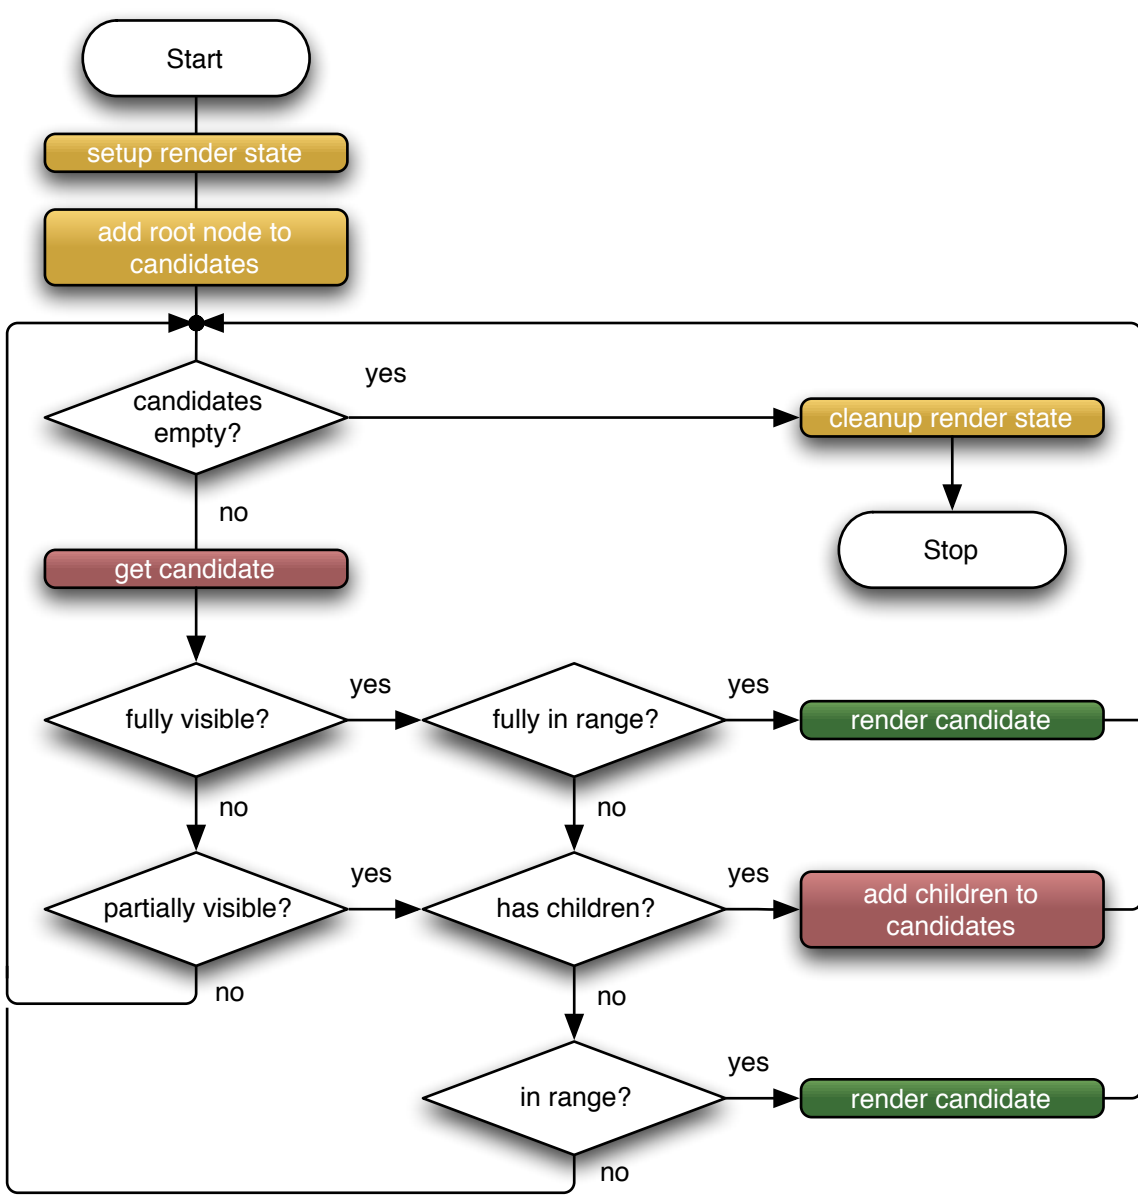 Start
setup render state
add root node to
candidates
yes
candidates
empty?
cleanup render state
no
Stop
get candidate
yes
yes
fully visible?
fully in range?
render candidate
no
no
yes
yes
partially visible?
has children?
add children to
candidates
no
no
yes
in range?
render candidate
no